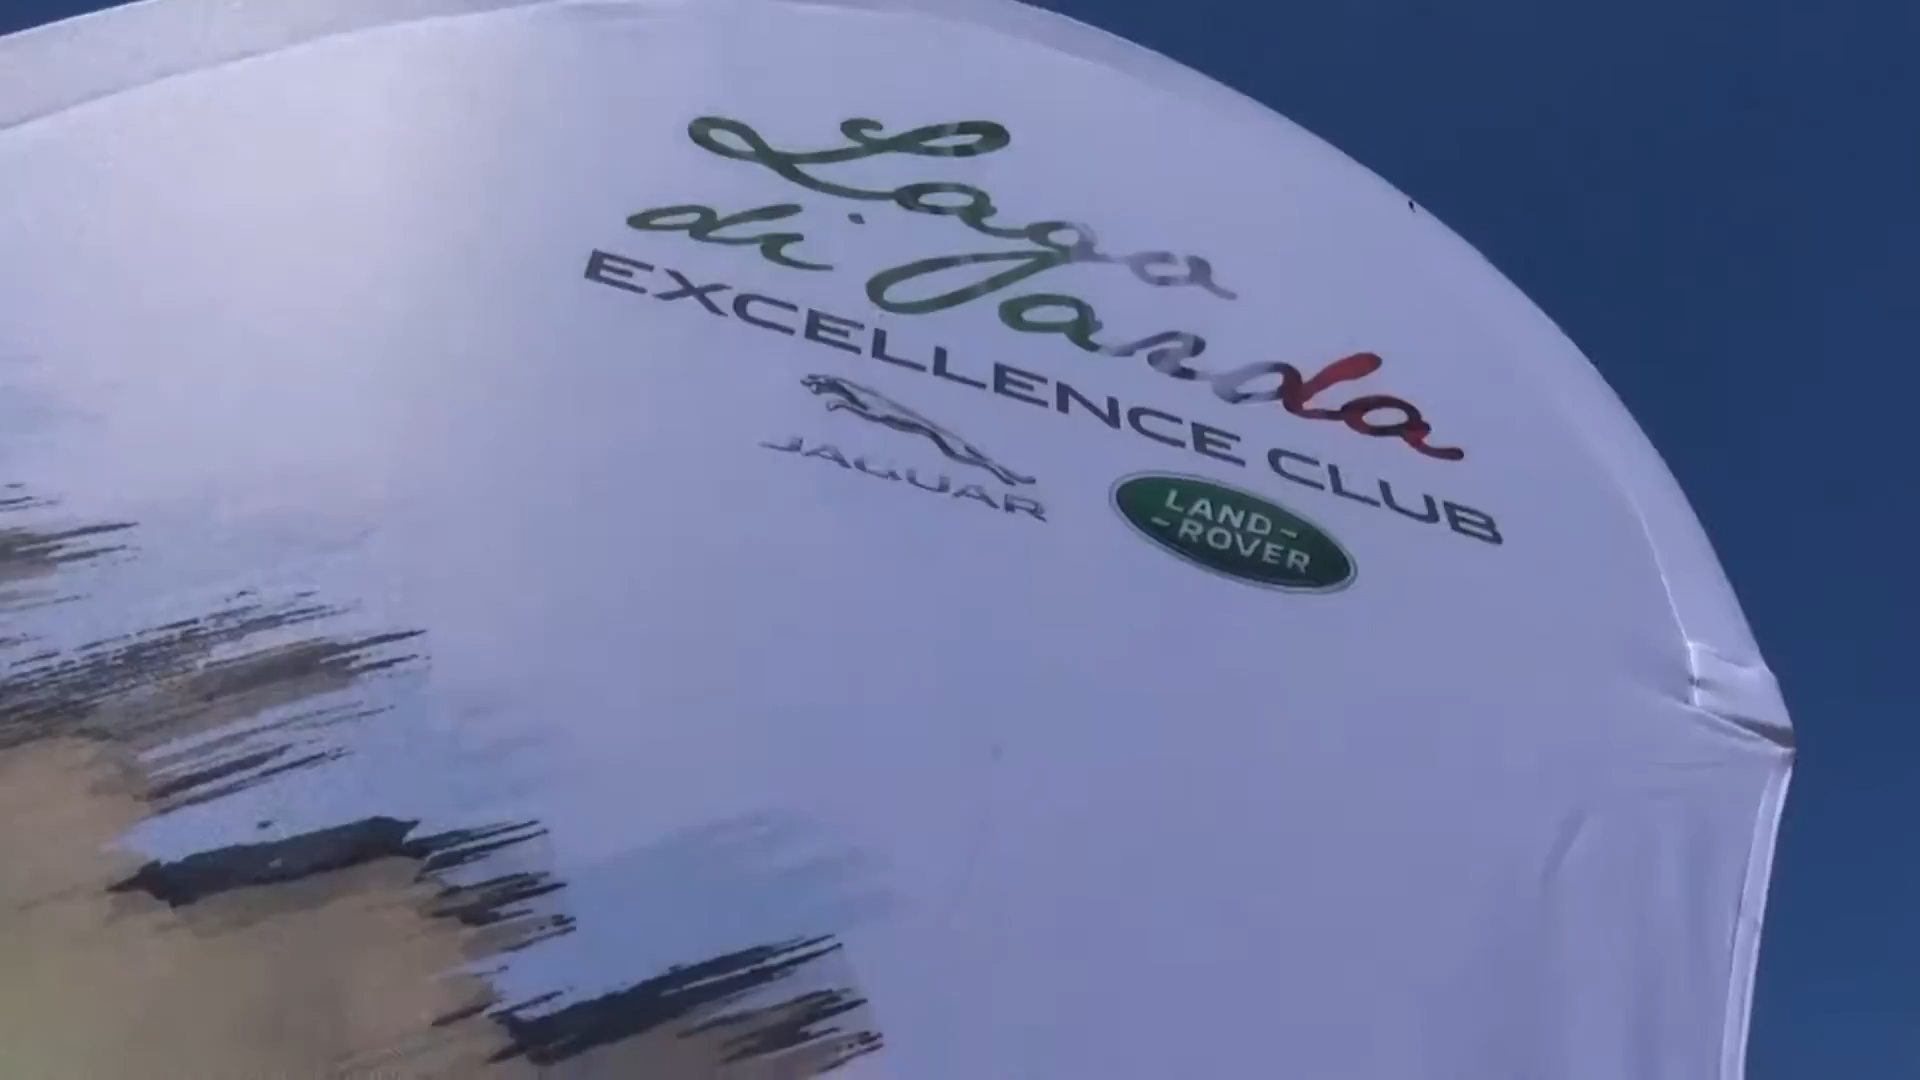 Lago
di Garda
EXCELLENCE CLUB
JAGUAR
LAND-
-ROVER